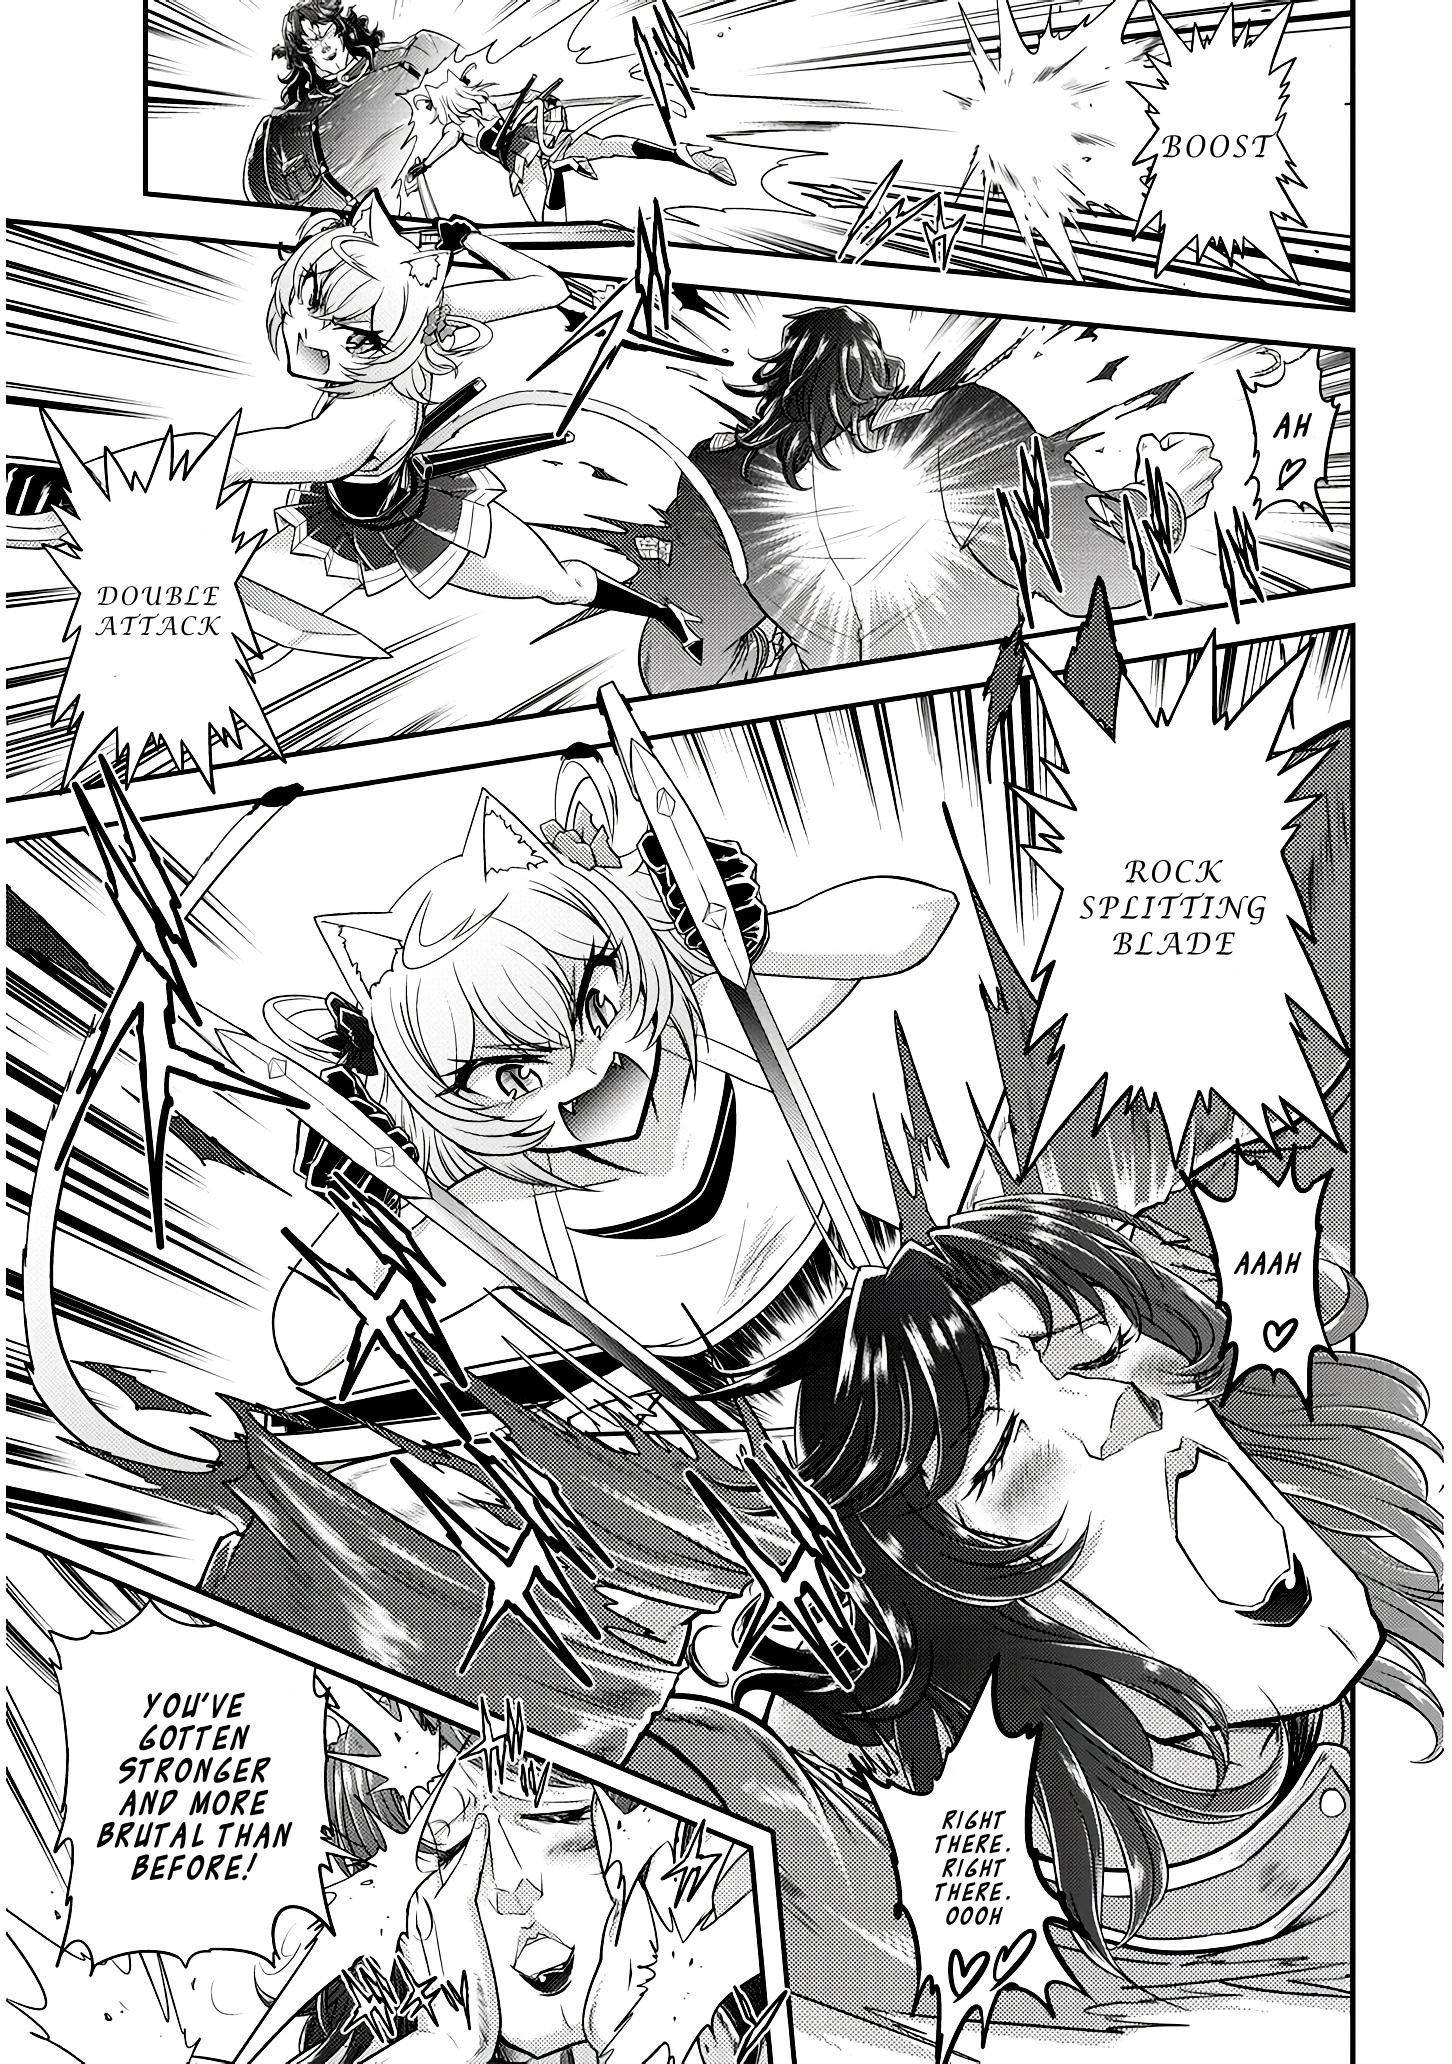 BOOST
AH
♡
DOUBLE
ATTACK
ROCK
SPLITTING
BLADE
AAAH
♡
RIGHT
THERE.
RIGHT
THERE.
OOOH
♡♡
YOU'VE
GOTTEN
STRONGER
AND MORE
BRUTAL THAN
BEFORE!